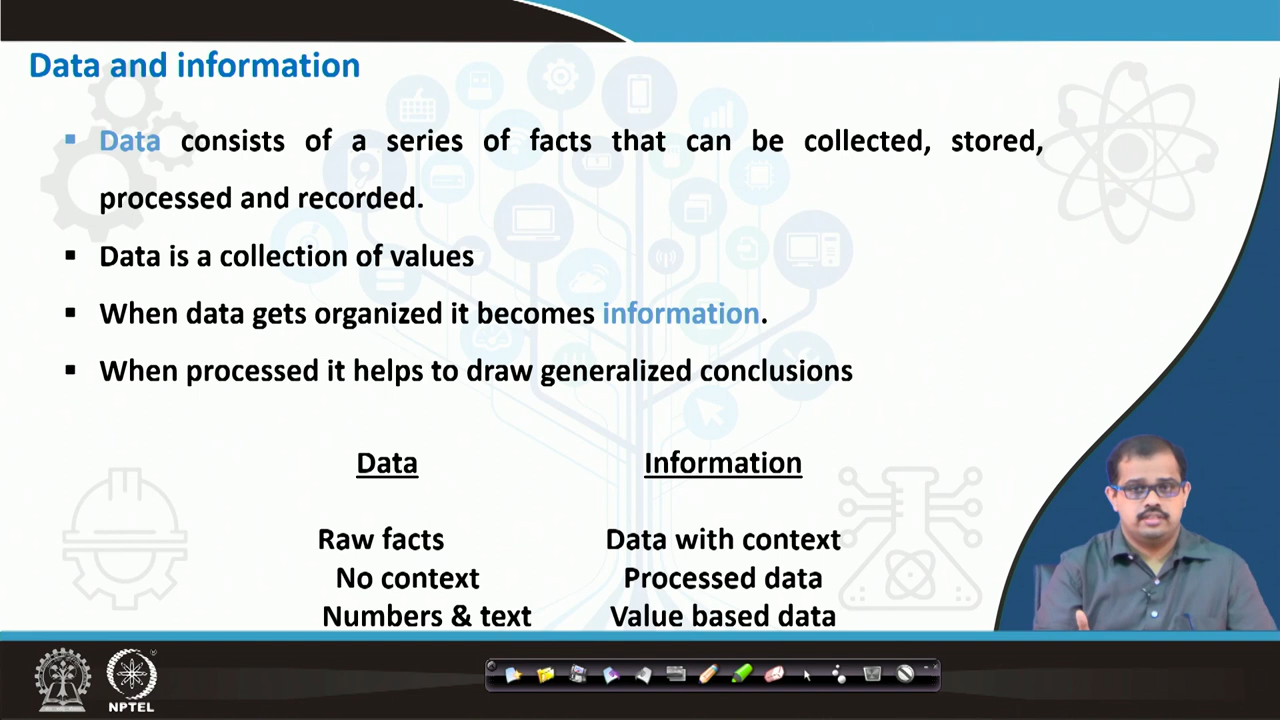 Data and information
Data consists of a series of facts that can be collected, stored,
processed and recorded.
Data is a collection of values
When data gets organized it becomes information.
When processed it helps to draw generalized conclusions
Data Information
Raw facts Data with context
No context Processed data
Numbers & text Value based data
NPTEL